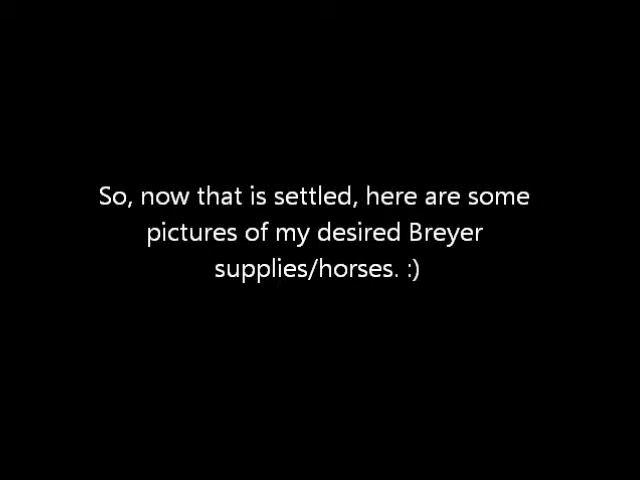 So, now that is settled, here are some
pictures of my desired Breyer
supplies/horses. :)